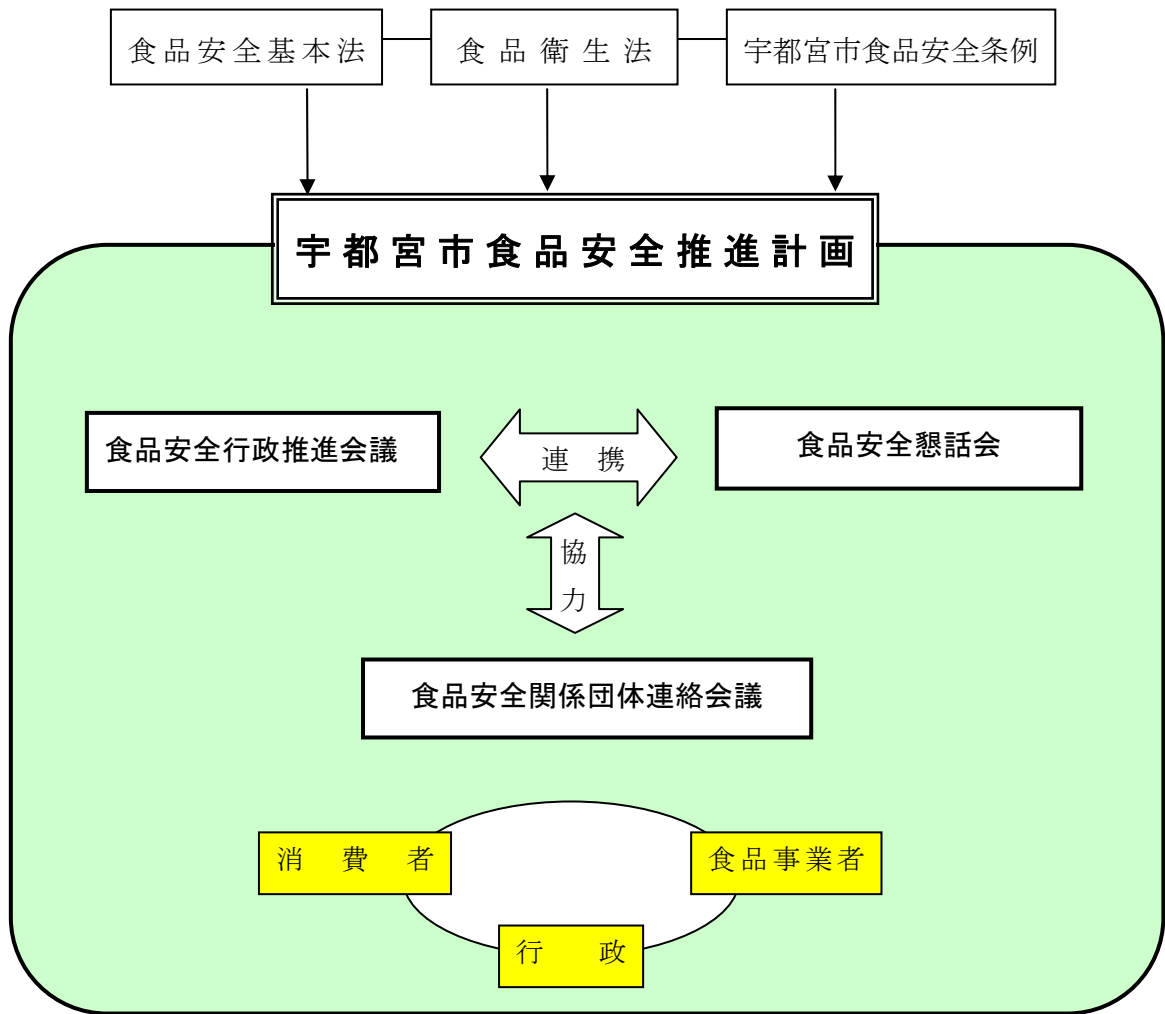 食品安全基本法
食品衛生法
宇都宮市食品安全条例
宇都宮市食品安全推進計画
食品安全行政推進会議
連携
食品安全懇話会
協力
食品安全関係団体連絡会議
消費者
食品事業者
行政